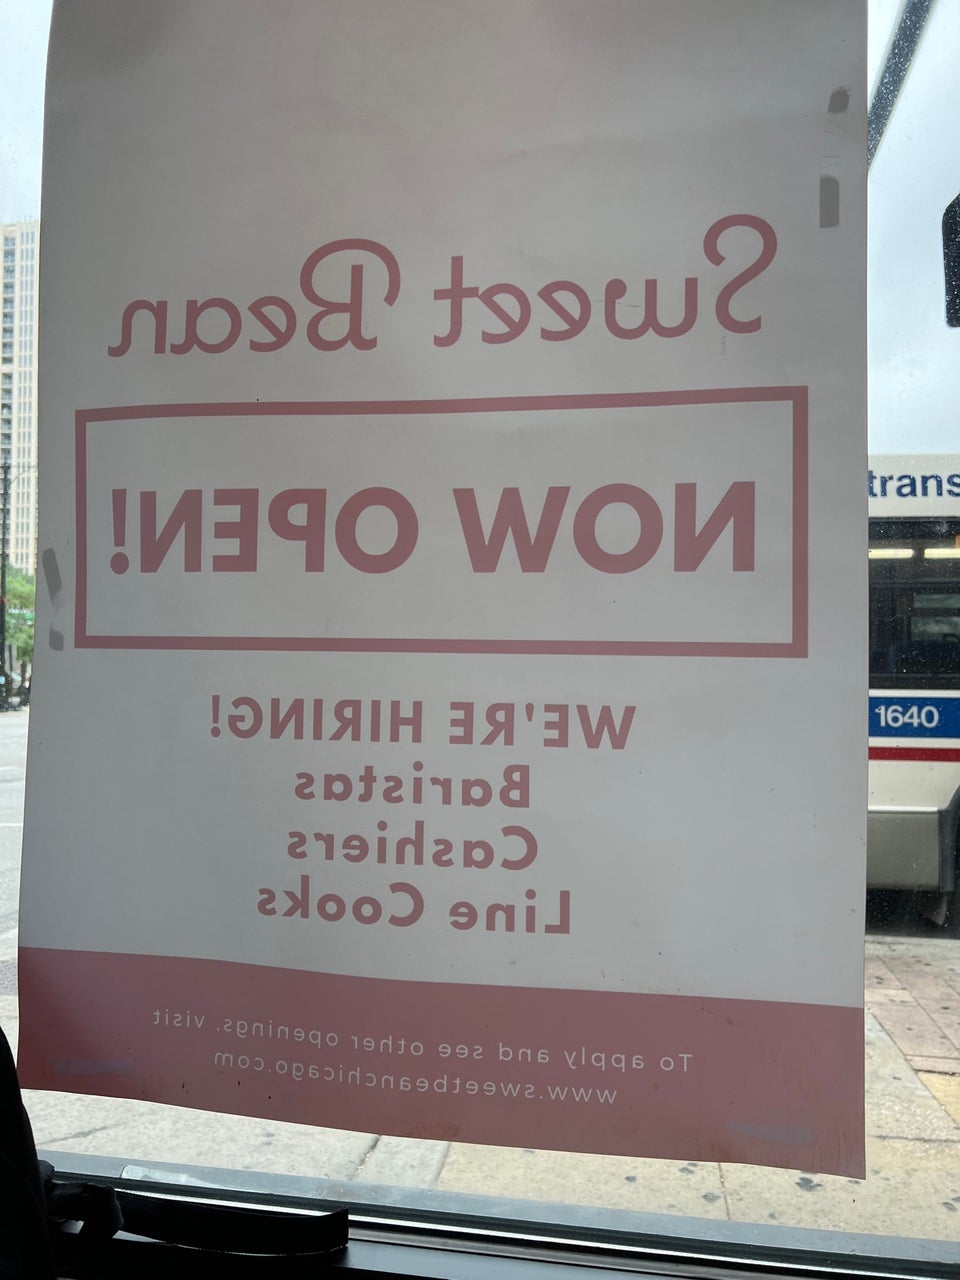 Sweet Bean
NOW OPEN!
WE'RE HIRING!
Baristas
Cashiers
Line Cooks
To apply and see other openings, visit
www.sweetbeanchicago.com
trans
1640